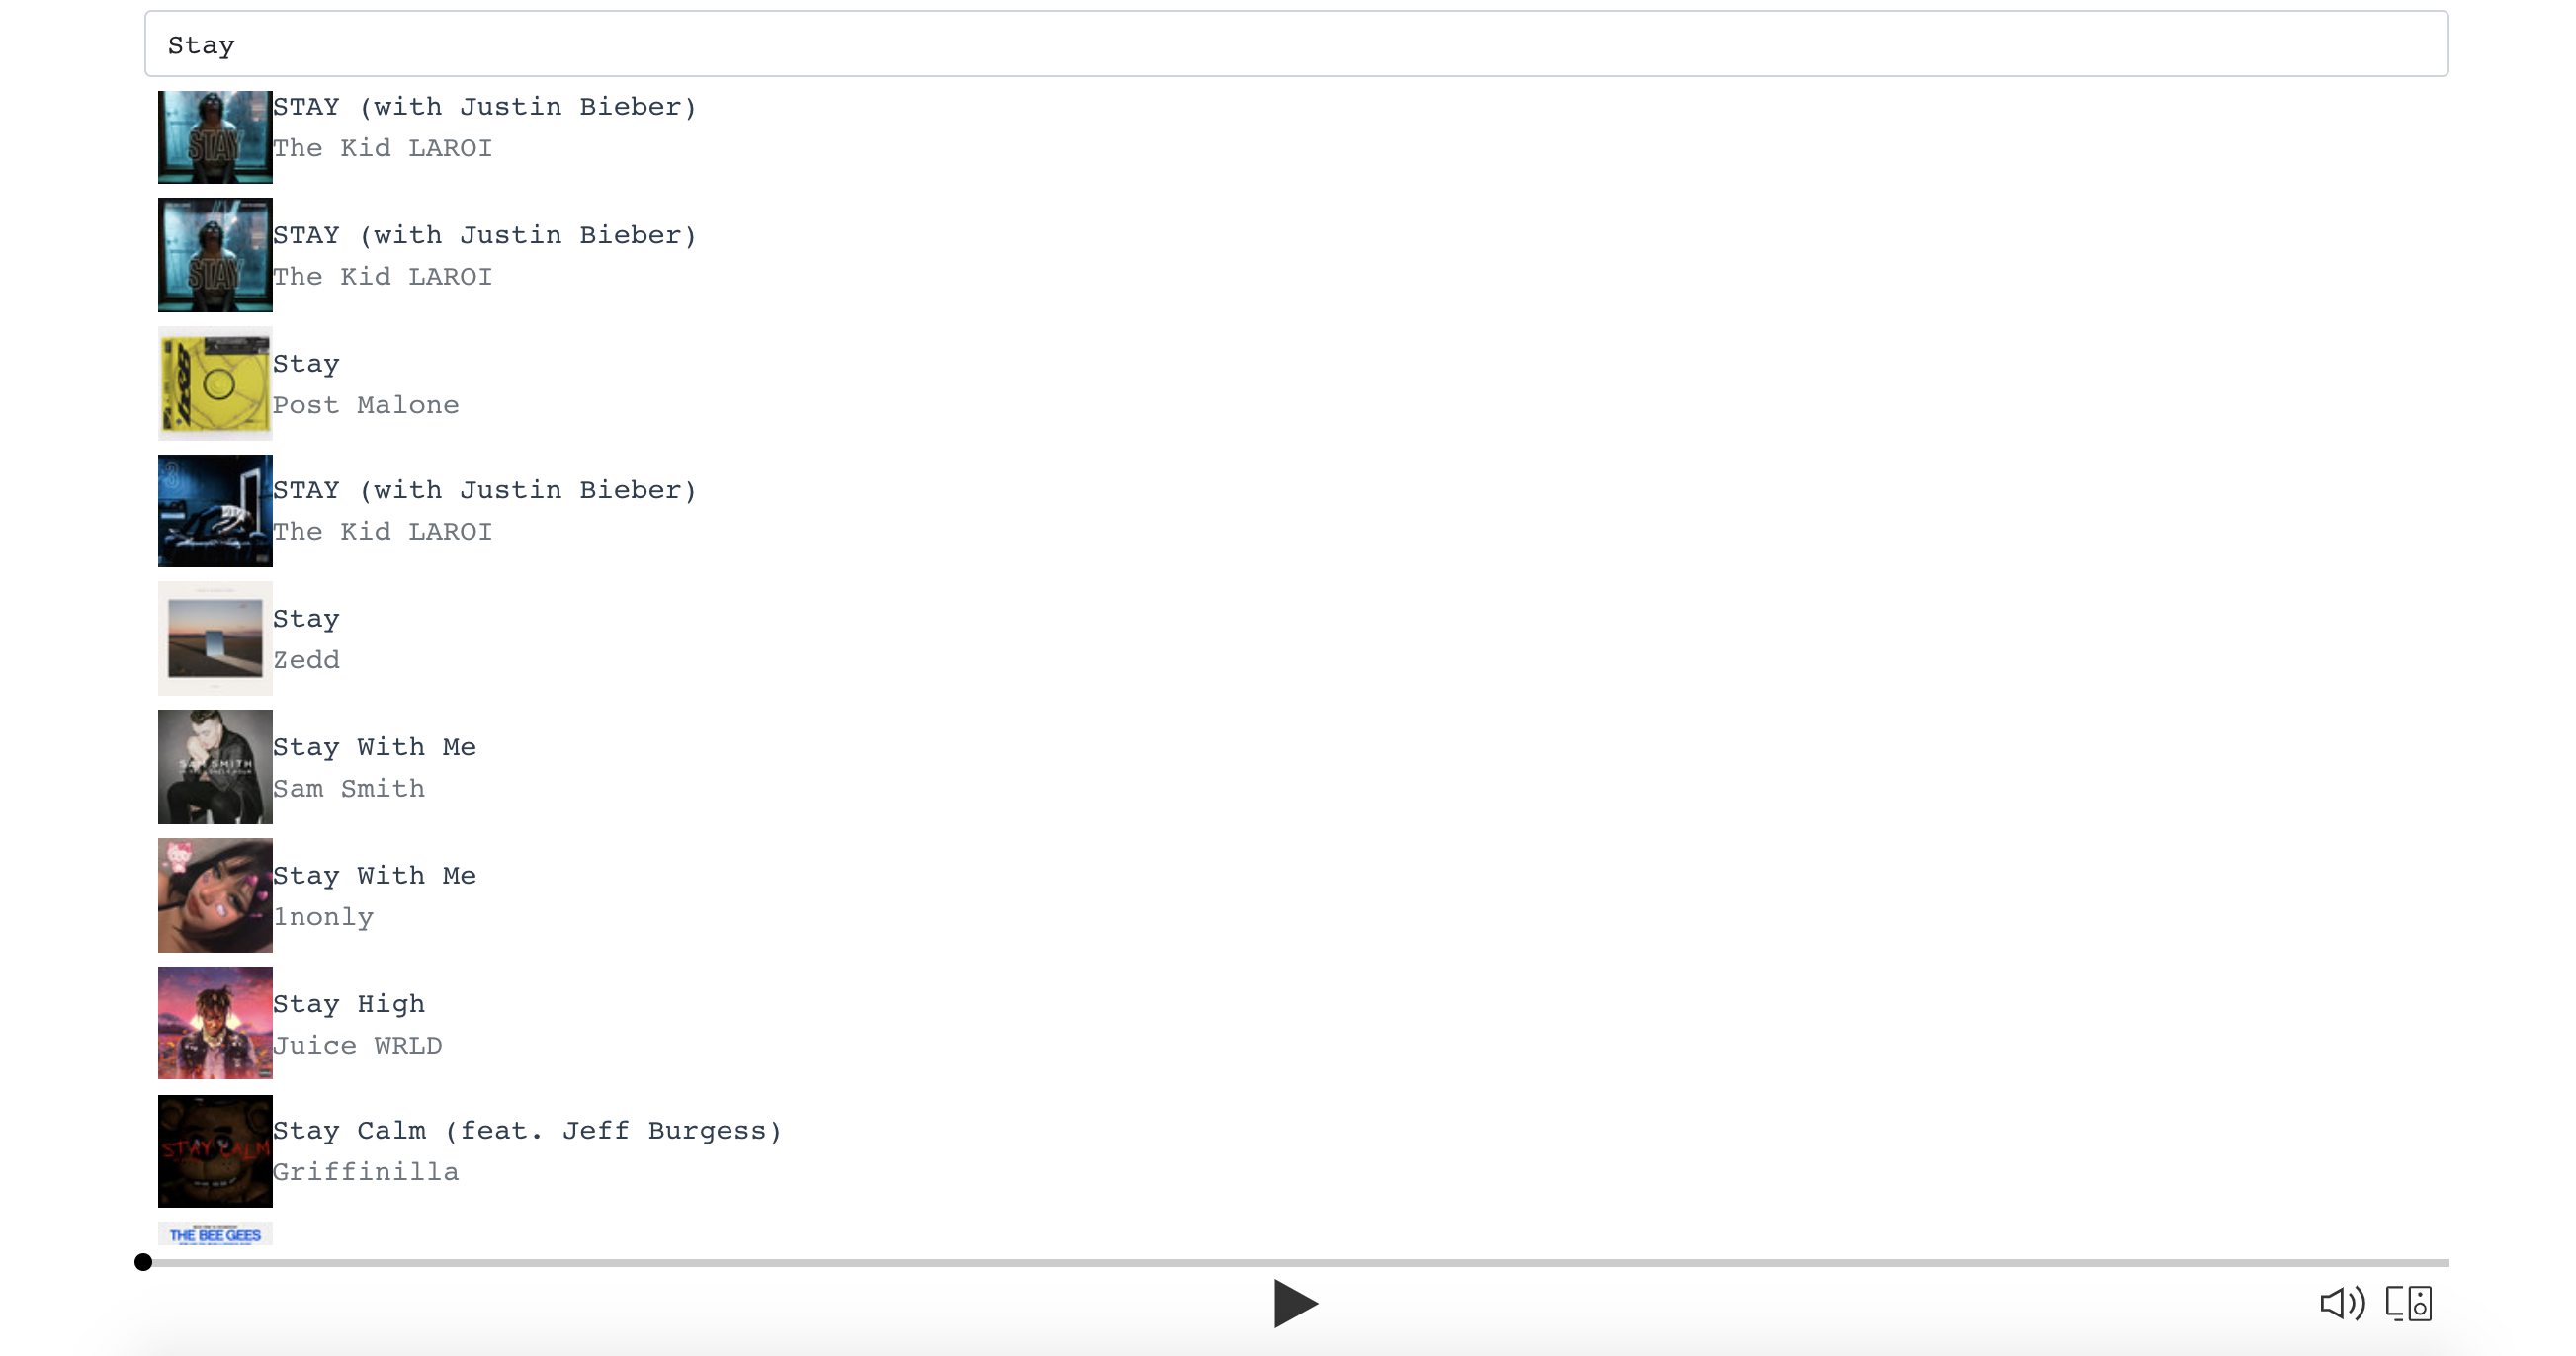 Stay
STAY
STAY (with Justin Bieber)
The Kid LAROI
STAY
STAY (with Justin Bieber)
The Kid LAROI
Stay
Post Malone
STAY (with Justin Bieber)
The Kid LAROI
Stay
Zedd
SAM SMITH
Stay With Me
Sam Smith
Stay With Me
1nonly
Stay High
Juice WRLD
STAY CALM
Stay Calm (feat. Jeff Burgess)
Griffinilla
THE BEE GEES